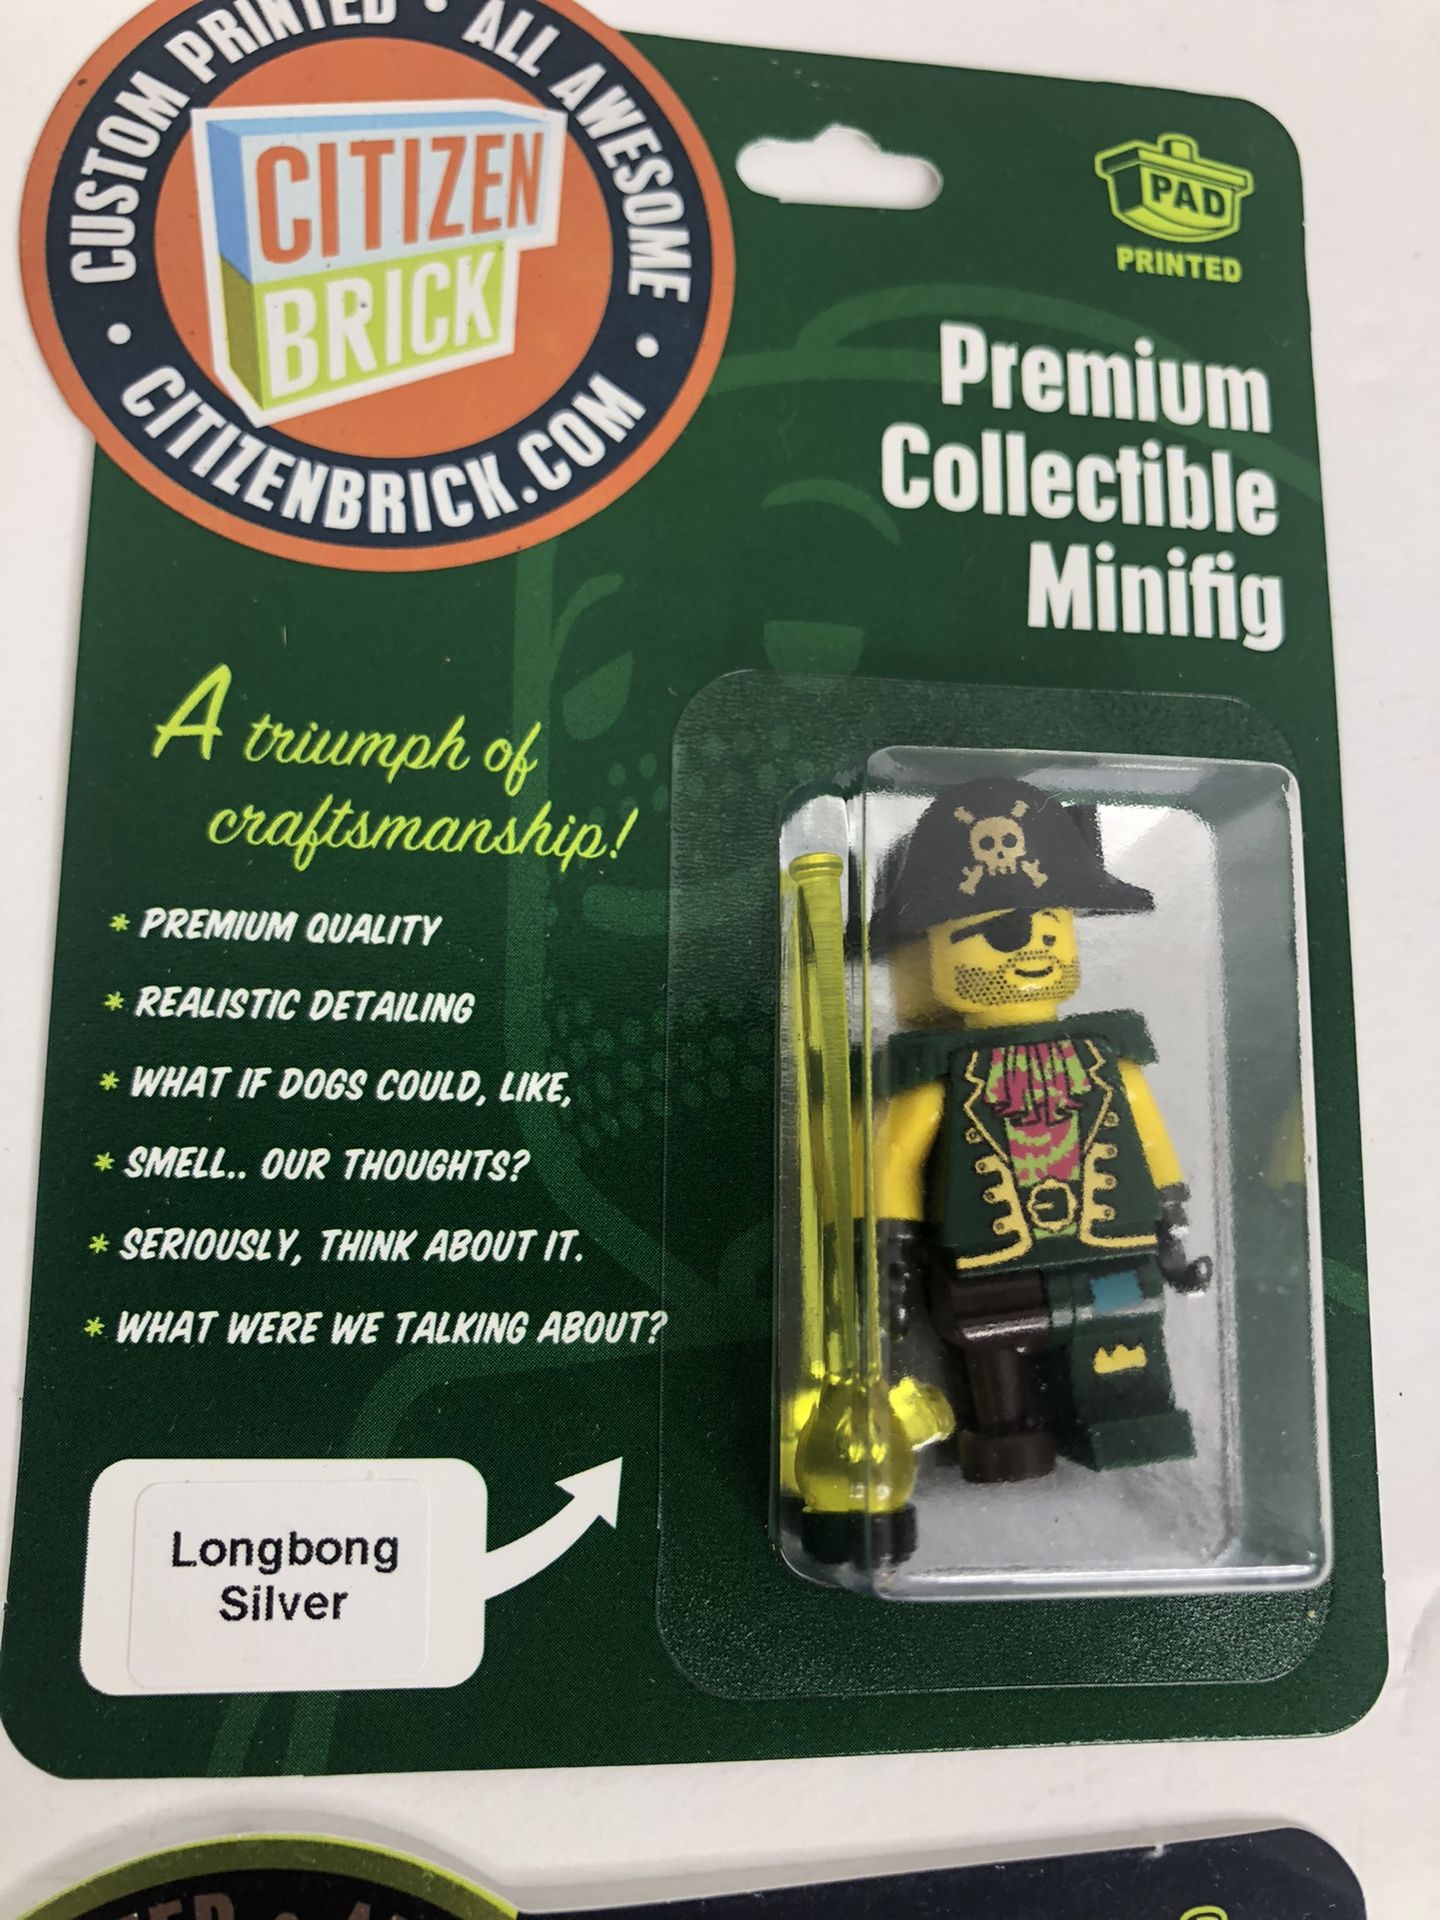 CUSTOM PRINTED • ALL AWESOME •
CITIZEN
BRICK
CITIZENBRICK.COM •
PAD
PRINTED
Premium
Collectible
Minifig
A triumph of
craftsmanship!
* PREMIUM QUALITY
* REALISTIC DETAILING
* WHAT IF DOGS COULD, LIKE,
* SMELL.. OUR THOUGHTS?
* SERIOUSLY, THINK ABOUT IT.
* WHAT WERE WE TALKING ABOUT?
Longbong
Silver